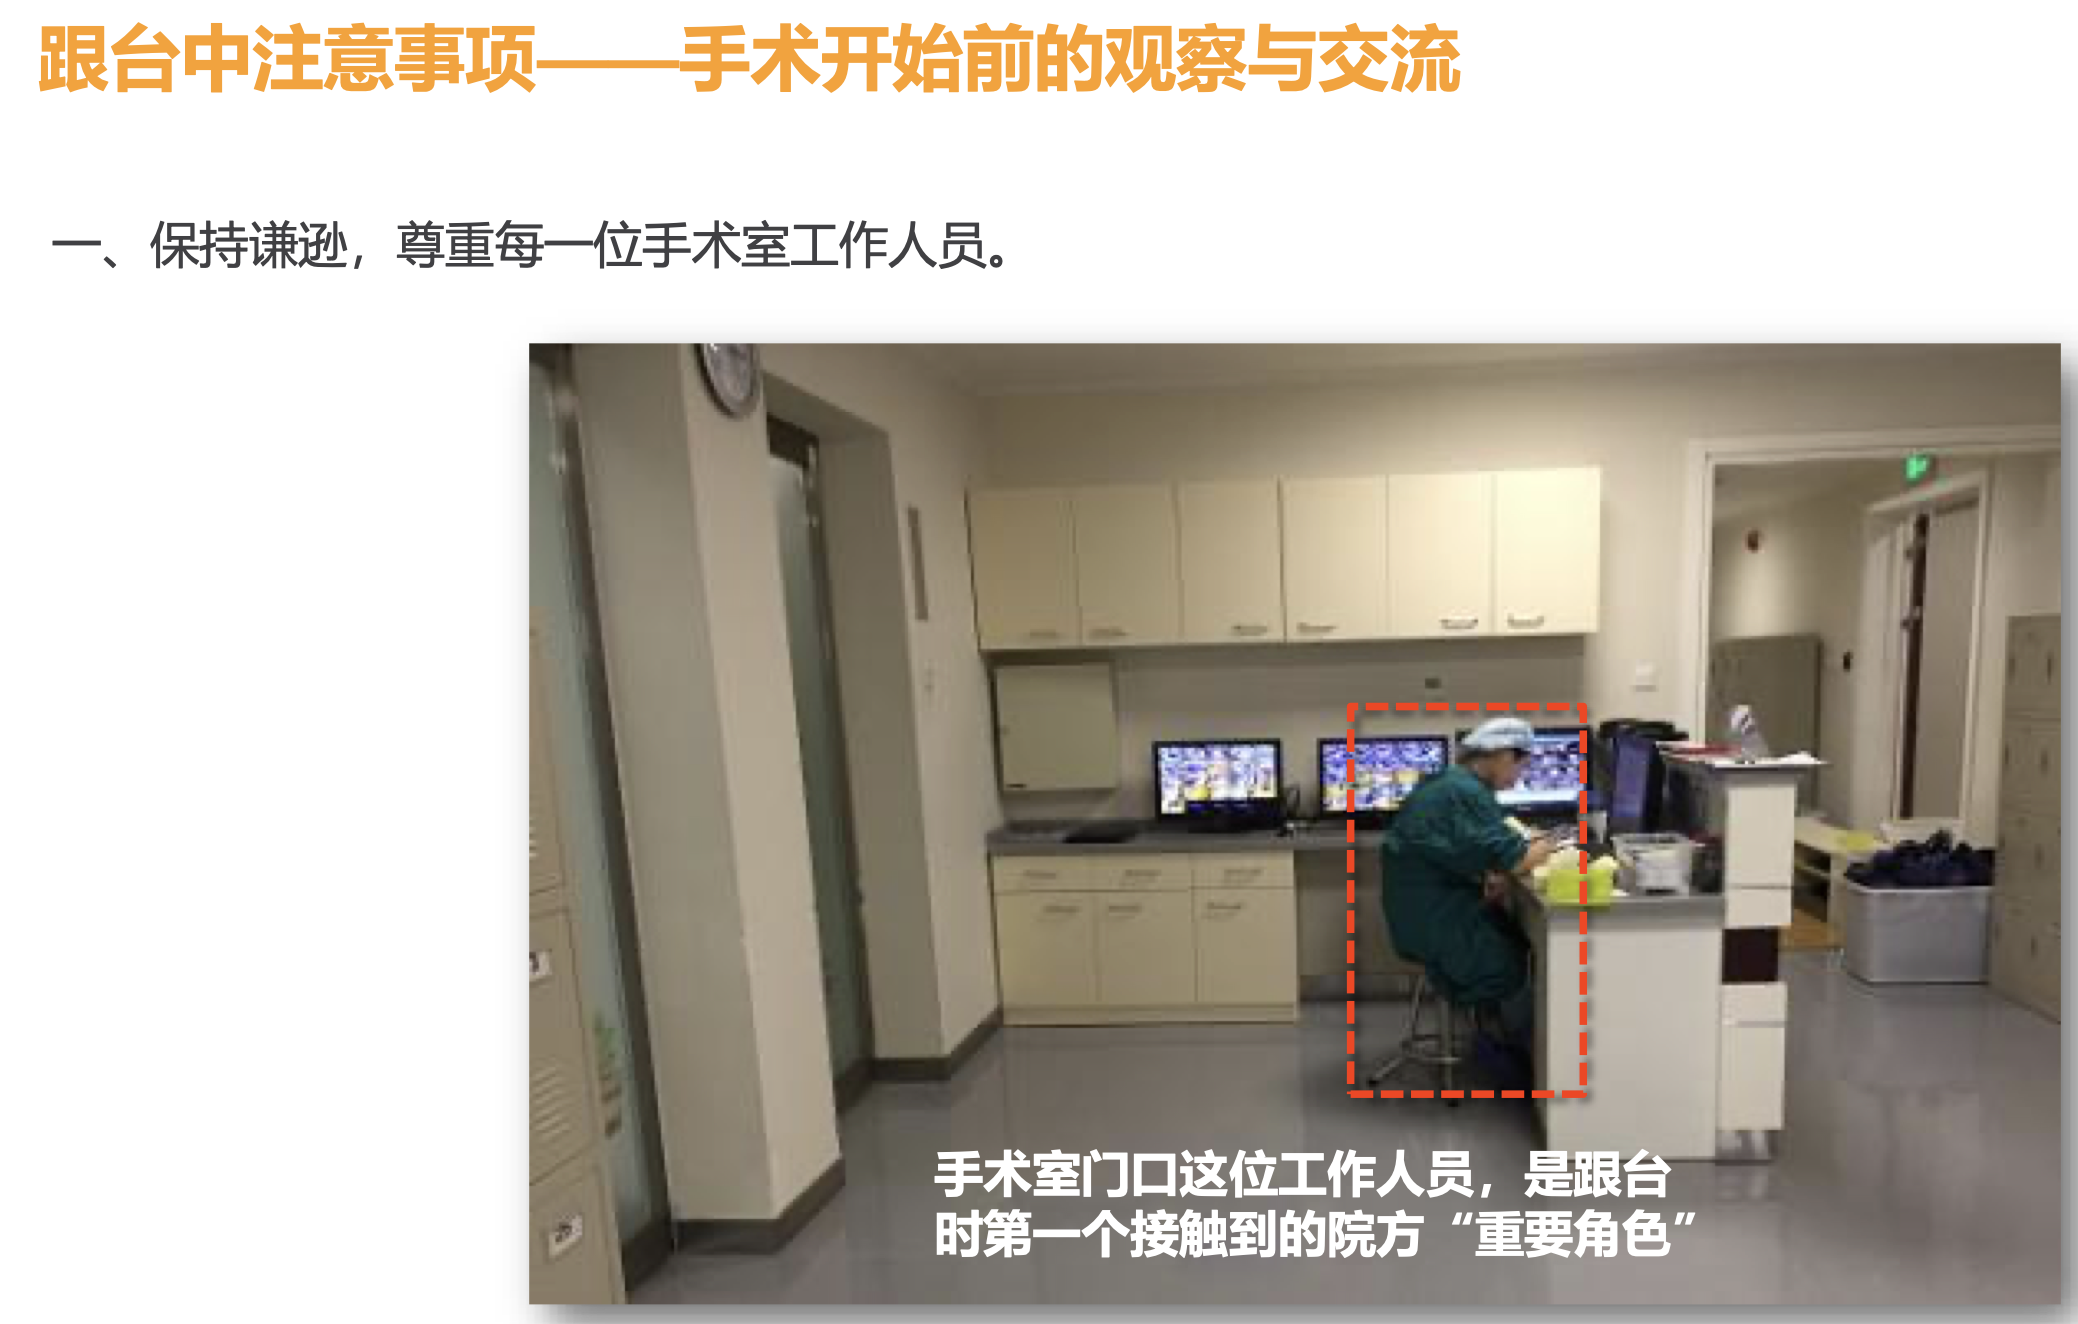 跟台中注意事项——手术开始前的观察与交流
一、保持谦逊，尊重每一位手术室工作人员。
手术室门口这位工作人员，是跟台
时第一个接触到的院方“重要角色”